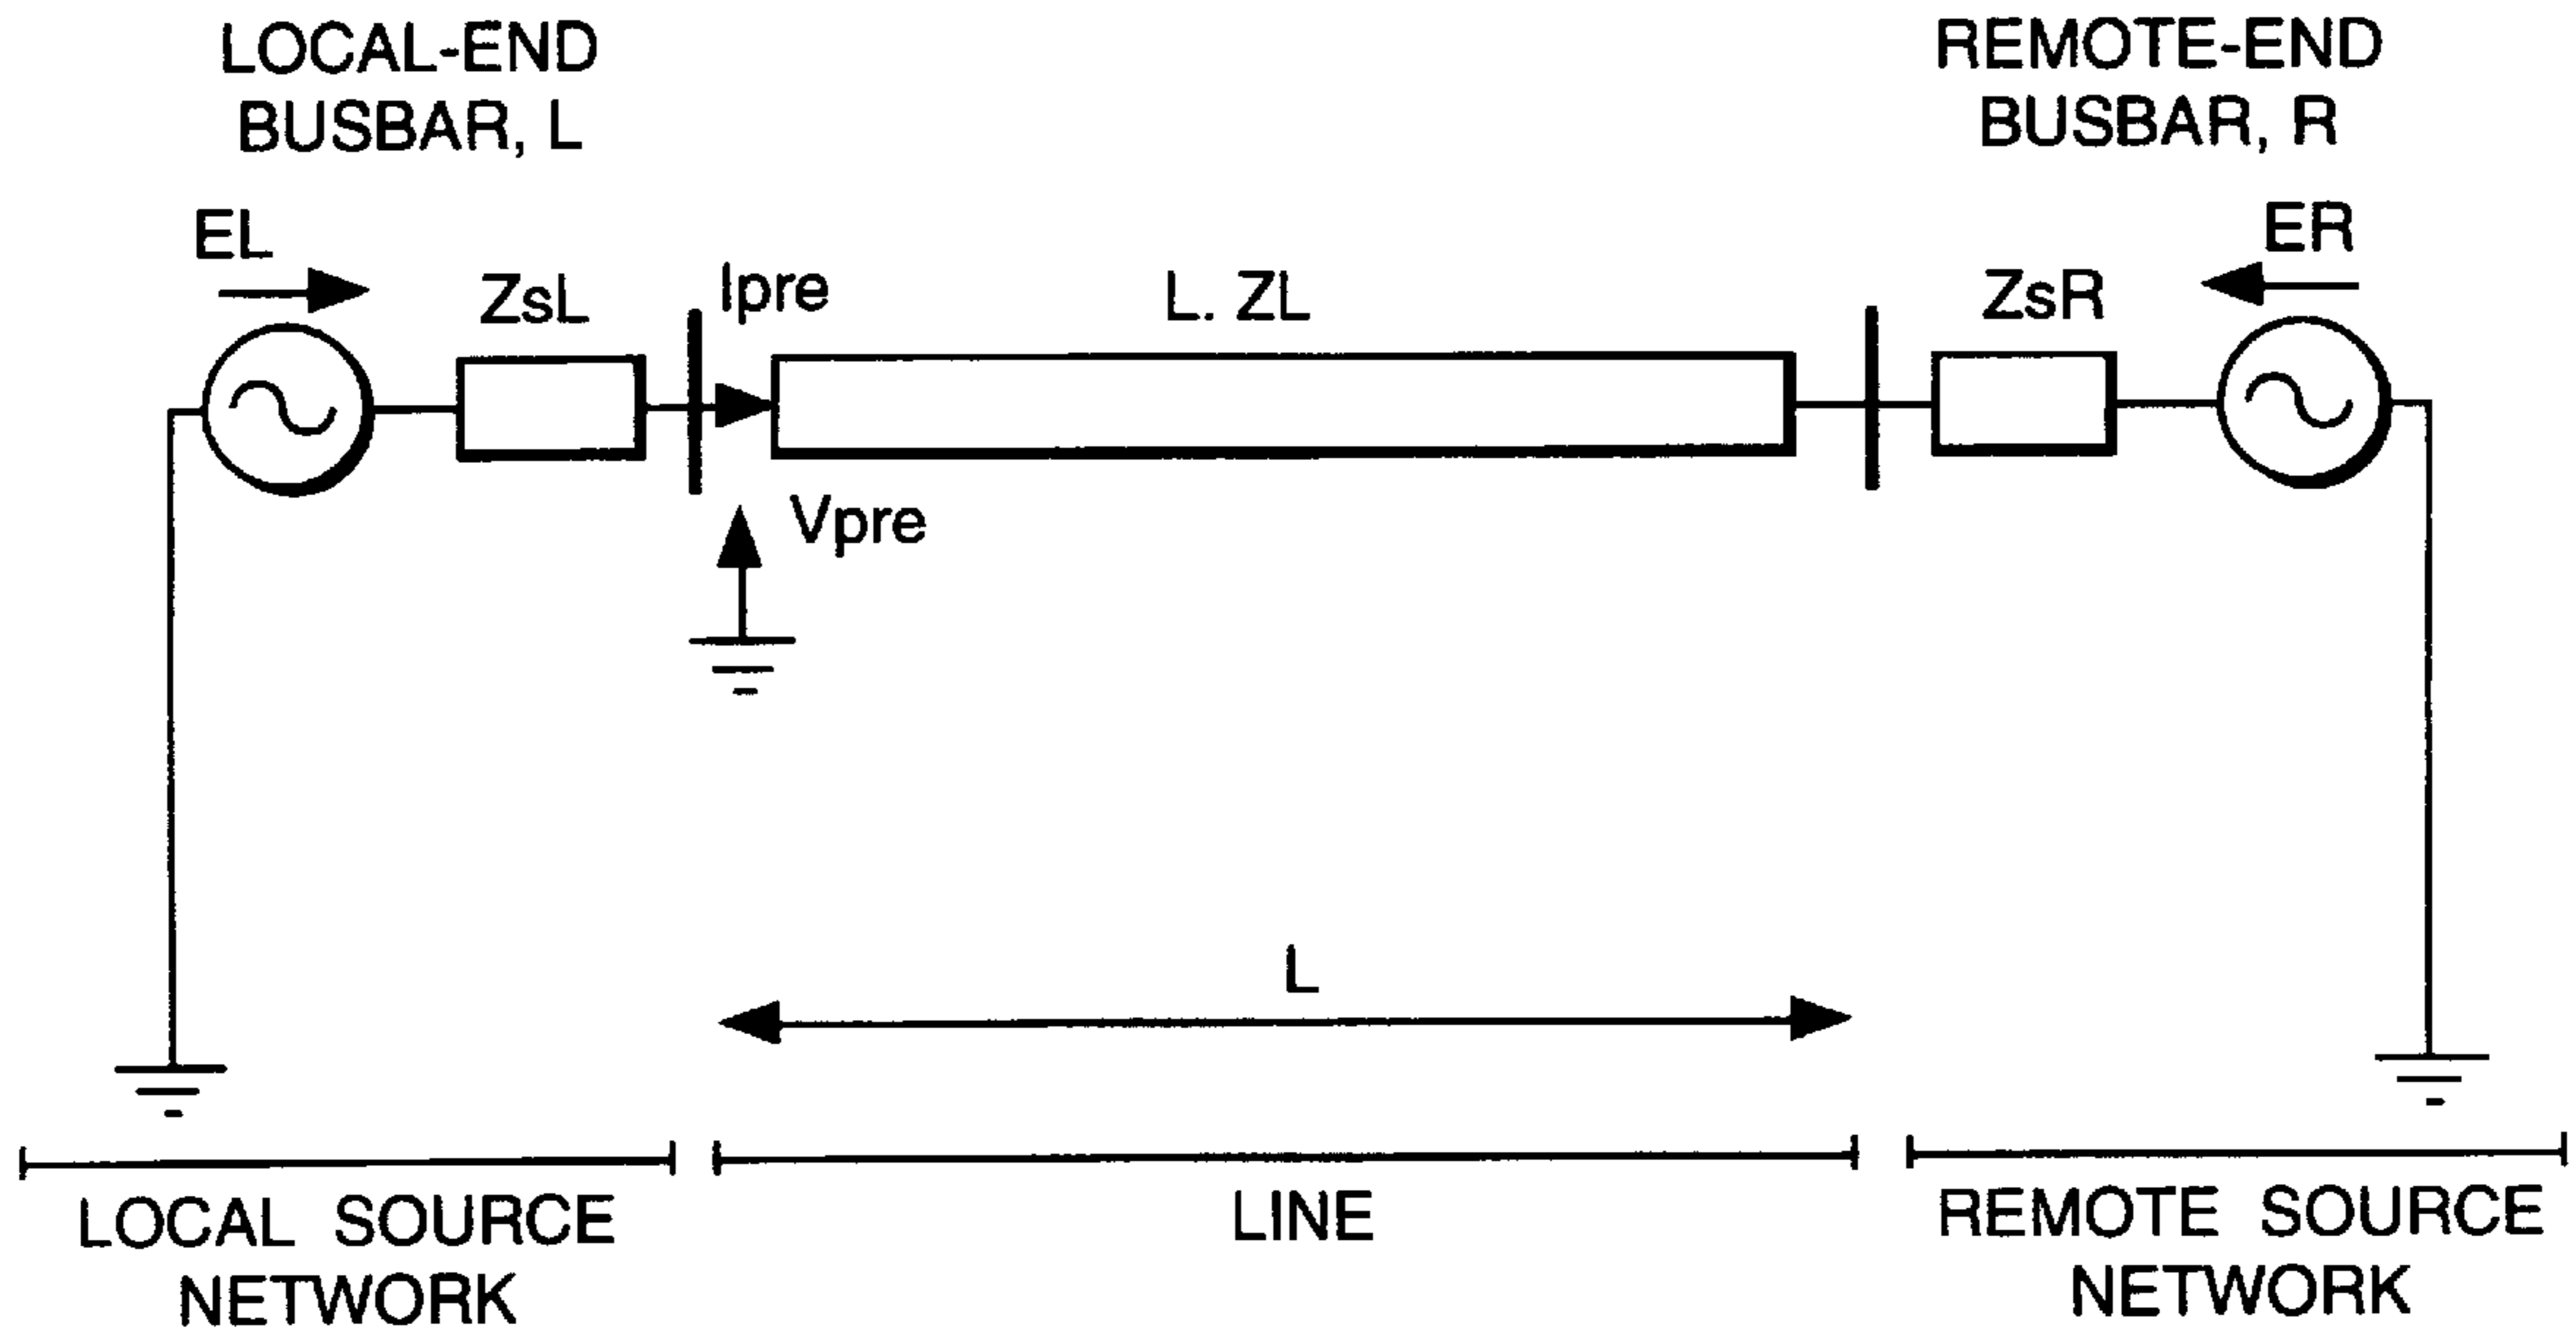 LOCAL-END
BUSBAR, L
REMOTE-END
BUSBAR, R
EL
ER
ZsL
Ipre
L. ZL
ZsR
Vpre
L
LOCAL SOURCE
NETWORK
LINE
REMOTE SOURCE
NETWORK